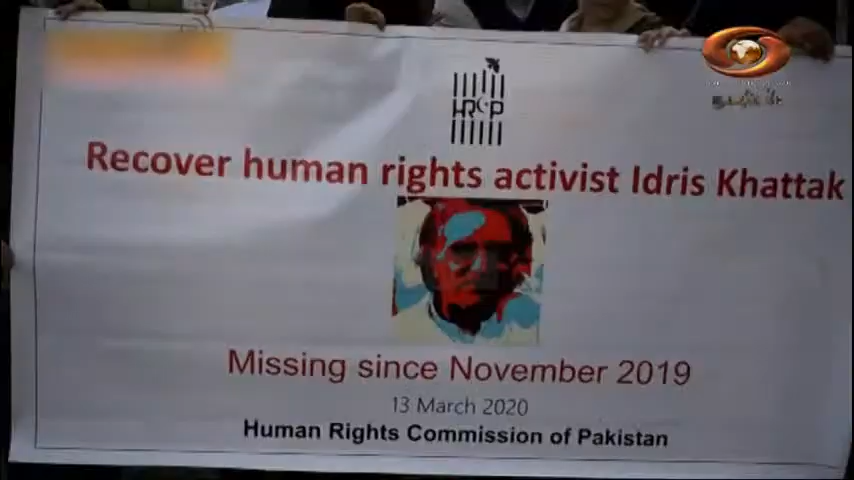 HRCP
Recover human rights activist Idris Khattak
Missing since November 2019
13 March 2020
Human Rights Commission of Pakistan